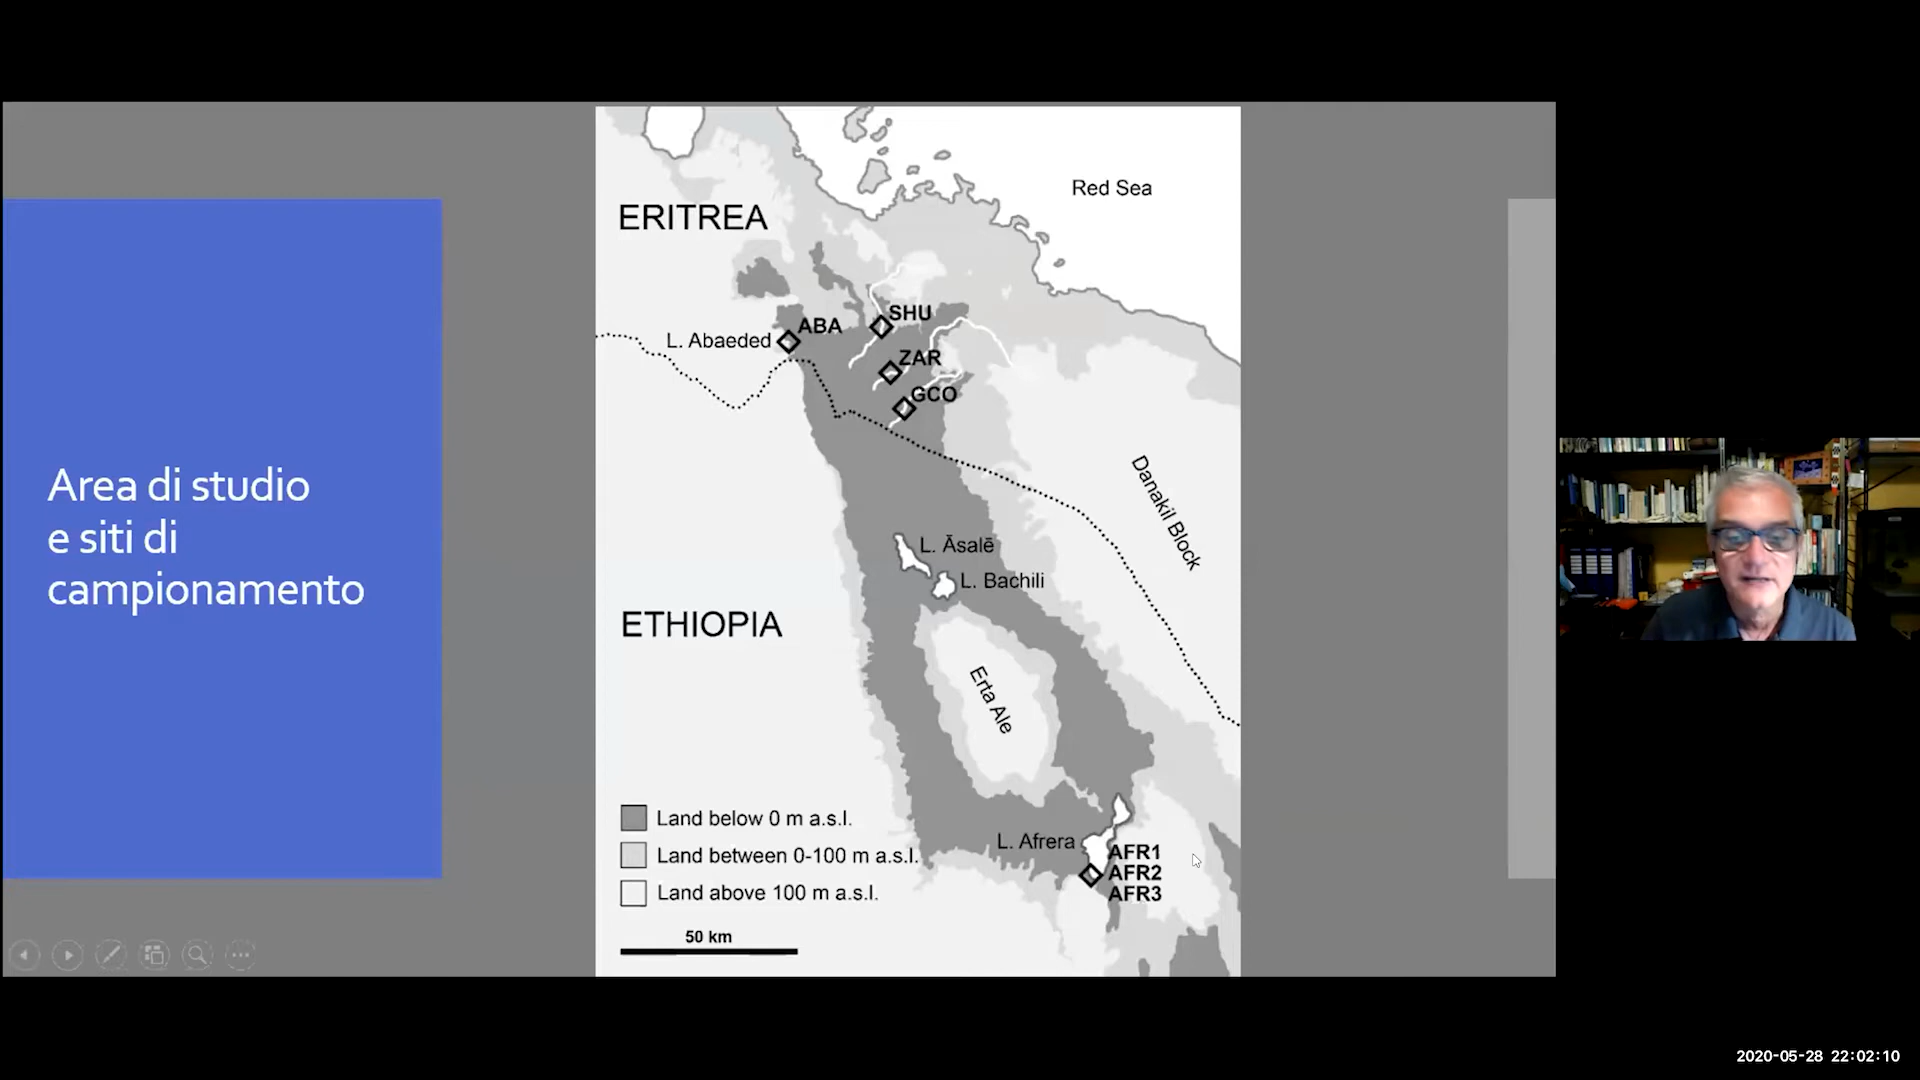 Area di studio
e siti di
campionamento
Red Sea
ERITREA
SHU
ABA
L. Abaeded
ZAR
GCO
Danakil Block
L. Āsalē
L. Bachili
ETHIOPIA
Erta Ale
Land below 0 m a.s.l.
L. Afrera
AFR1
Land between 0-100 m a.s.l.
AFR2
Land above 100 m a.s.l.
AFR3
50 km
2020-05-28 22:02:10